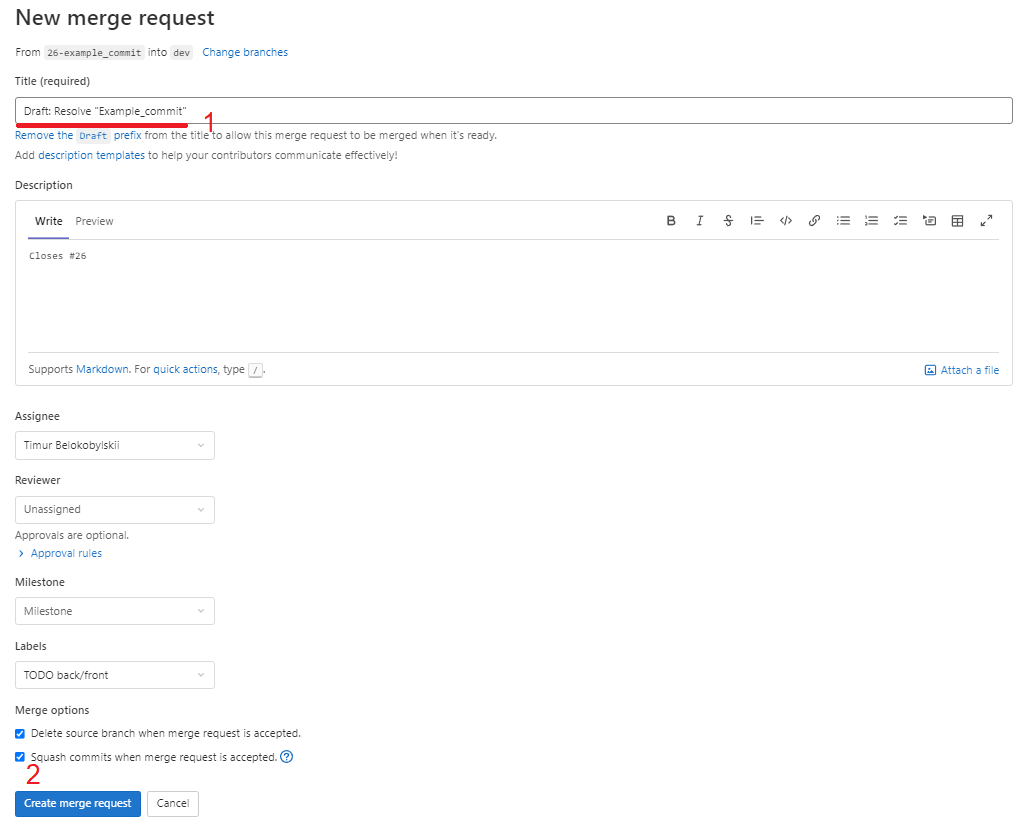 New merge request
From 26-example_commit into dev Change branches
Title (required)
Draft: Resolve "Example_commit"
1
Remove the Draft prefix from the title to allow this merge request to be merged when it's ready.
Add description templates to help your contributors communicate effectively!
Description
Write Preview
Closes #26
Supports Markdown. For quick actions, type /.
Attach a file
Assignee
Timur Belokobylskii
Reviewer
Unassigned
Approvals are optional.
Approval rules
Milestone
Milestone
Labels
TODO back/front
Merge options
Delete source branch when merge request is accepted.
Squash commits when merge request is accepted.
2
Create merge request Cancel